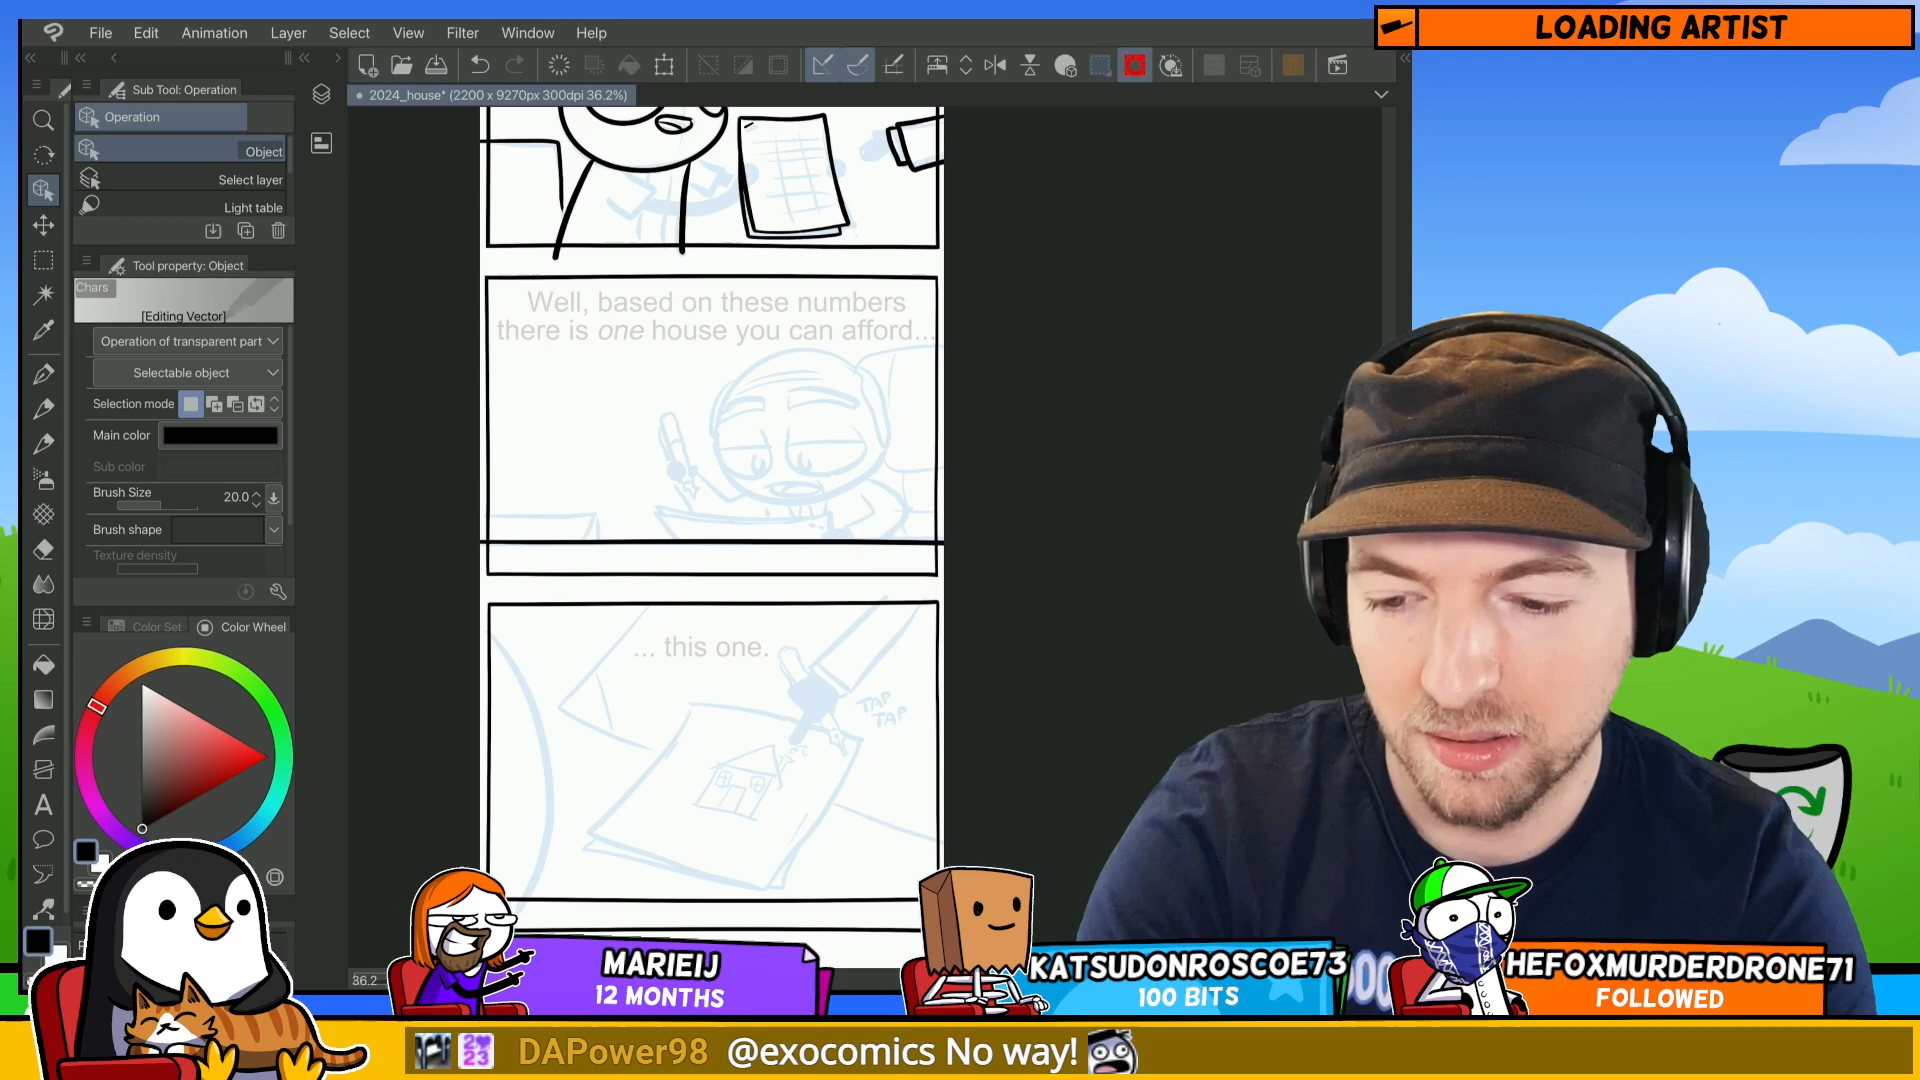 LOADING ARTIST
File Edit Animation Layer Select View Filter Window Help
Sub Tool: Operation
2024_house* (2200 x 9270px 300dpi 36.2%)
Operation
Object
Select layer
Light table
Tool property: Object
Chars
[Editing Vector]
Operation of transparent part
Selectable object
Selection mode
Main color
Sub color
Brush Size 20.0
Brush shape
Texture density
Color Set Color Wheel
Well, based on these numbers
there is one house you can afford...
... this one.
TAP
TAP
36.2
MARIEIJ
12 MONTHS
KATSUDONROSCOE73
100 BITS
HEFOXMURDERDRONE71
FOLLOWED
2023
DAPower98 @exocomics No way!